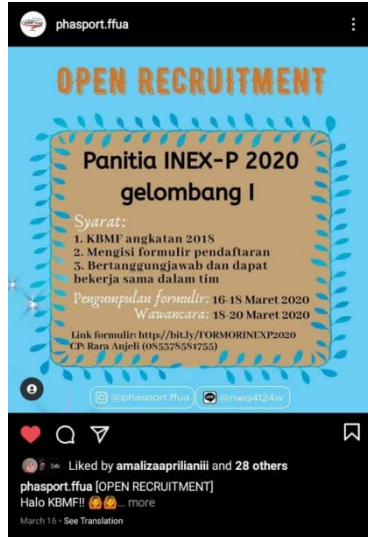 phasport.ffua
OPEN RECRUITMENT
Panitia INEX-P 2020
gelombang I
Syarat:
1. KBMF angkatan 2018
2. Mengisi formulir pendaftaran
3. Bertanggungjawab dan dapat
bekerja sama dalam tim
Pengumpulan formulir: 16-18 Maret 2020
Wawancara: 18-20 Maret 2020
Link formulir: http://bit.ly/FORMORINEXP2020
CP: Rara Anjeli (085578581755)
@phasport.ffua
@nwq4124w
Liked by amalizaaprilianiii and 28 others
phasport.ffua [OPEN RECRUITMENT]
Halo KBMF!! 🙆🙆... more
March 16 · See Translation